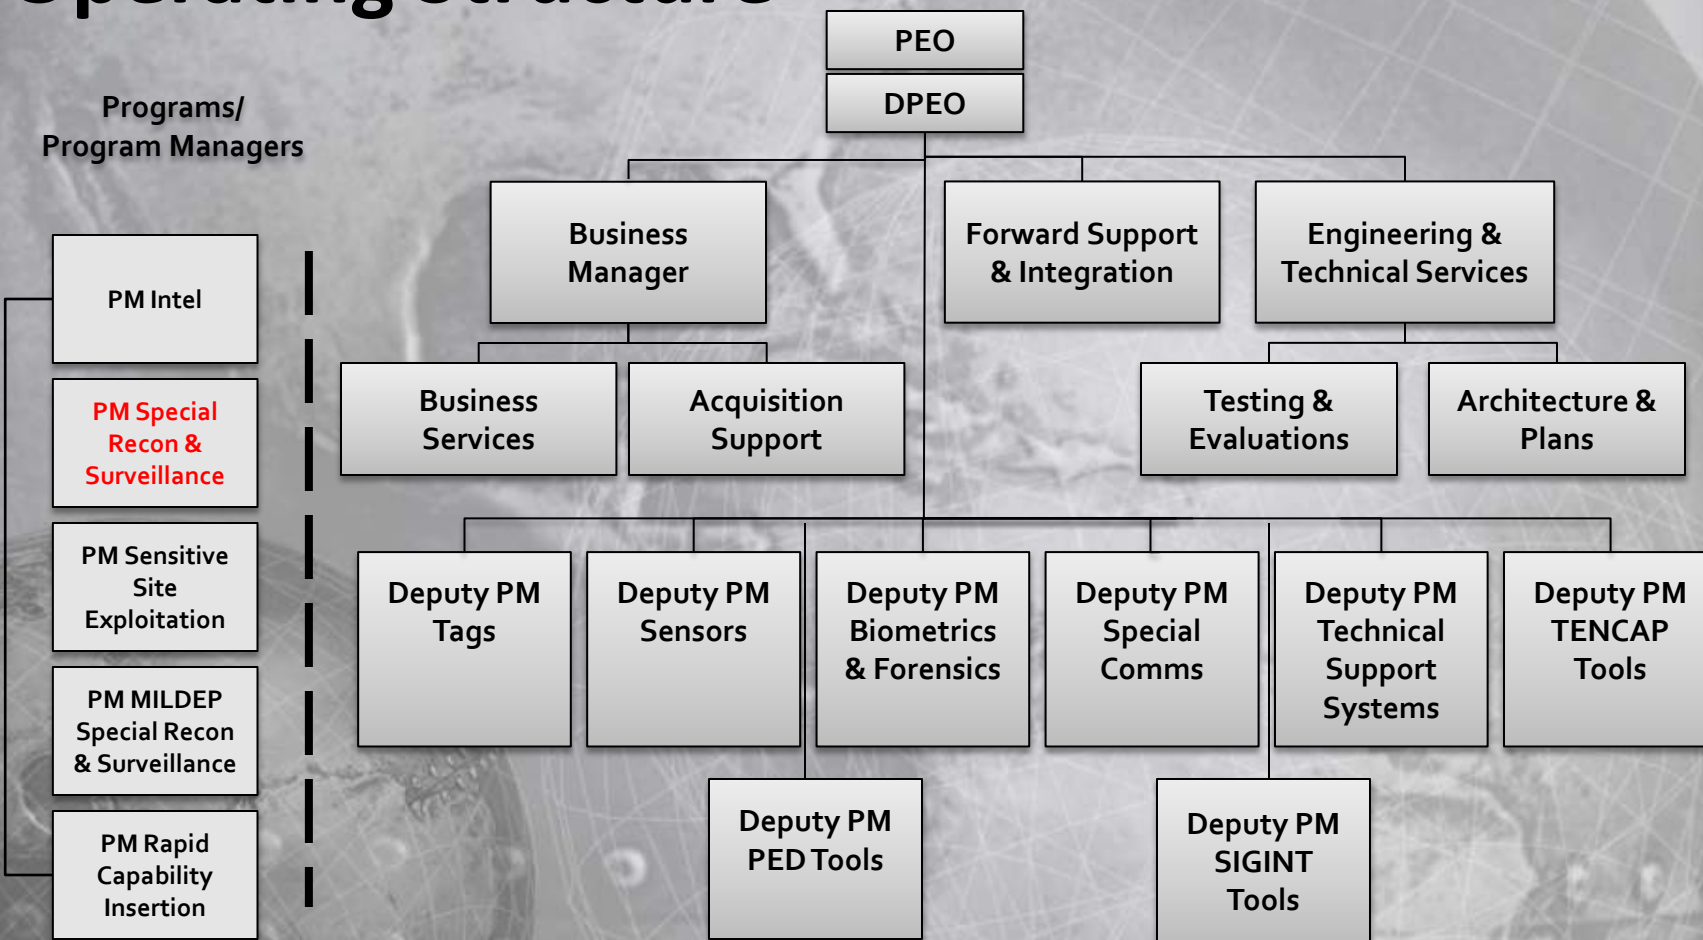 Operating Structure
PEO
DPEO
Programs/
Program Managers
PM Intel
PM Special
Recon &
Surveillance
PM Sensitive
Site
Exploitation
PM MILDEP
Special Recon
& Surveillance
PM Rapid
Capability
Insertion
Business
Manager
Forward Support
& Integration
Engineering &
Technical Services
Business
Services
Acquisition
Support
Testing &
Evaluations
Architecture &
Plans
Deputy PM
Tags
Deputy PM
Sensors
Deputy PM
Biometrics
& Forensics
Deputy PM
Special
Comms
Deputy PM
Technical
Support
Systems
Deputy PM
TENCAP
Tools
Deputy PM
PED Tools
Deputy PM
SIGINT
Tools